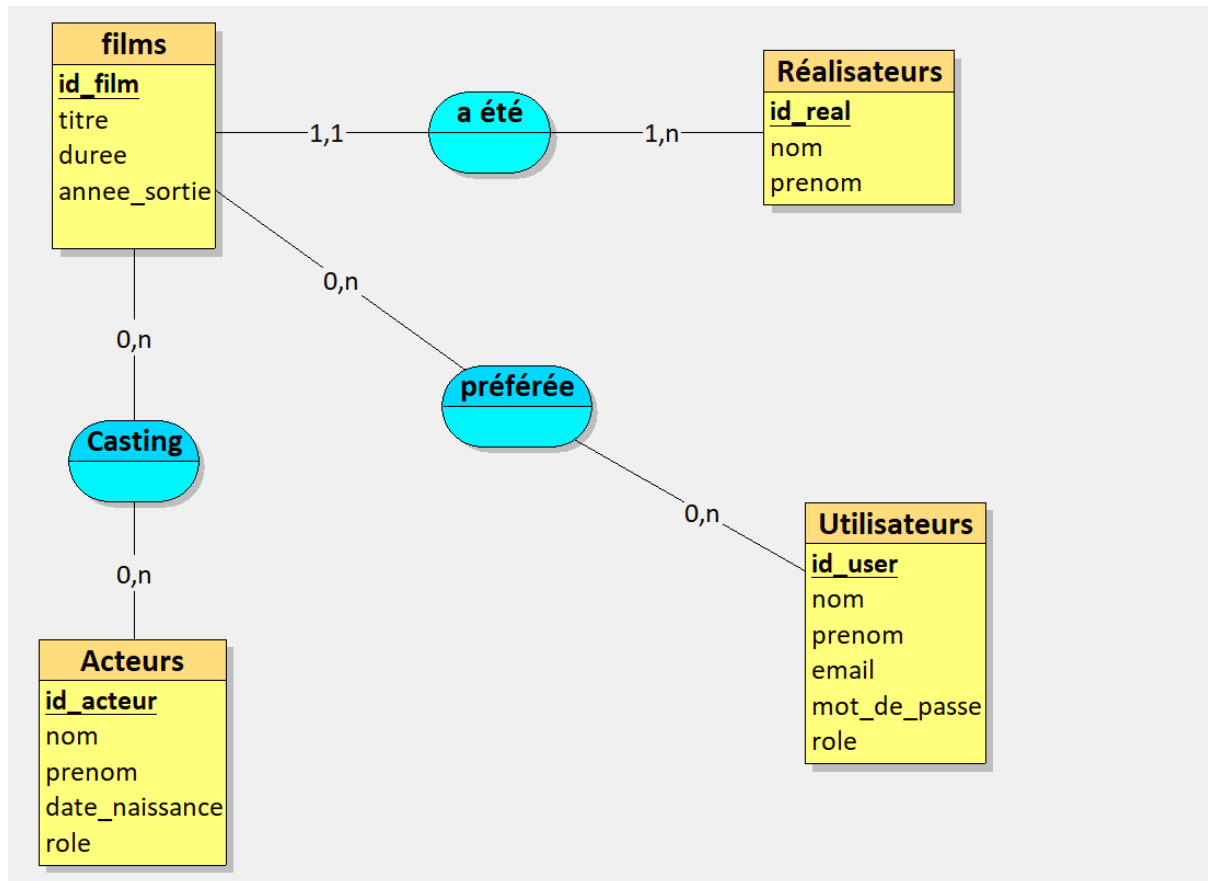 films
id_film
titre
duree
annee_sortie
1,1
a été
1,n
Réalisateurs
id_real
nom
prenom
0,n
préférée
0,n
Utilisateurs
id_user
nom
prenom
email
mot_de_passe
role
0,n
Casting
0,n
Acteurs
id_acteur
nom
prenom
date_naissance
role